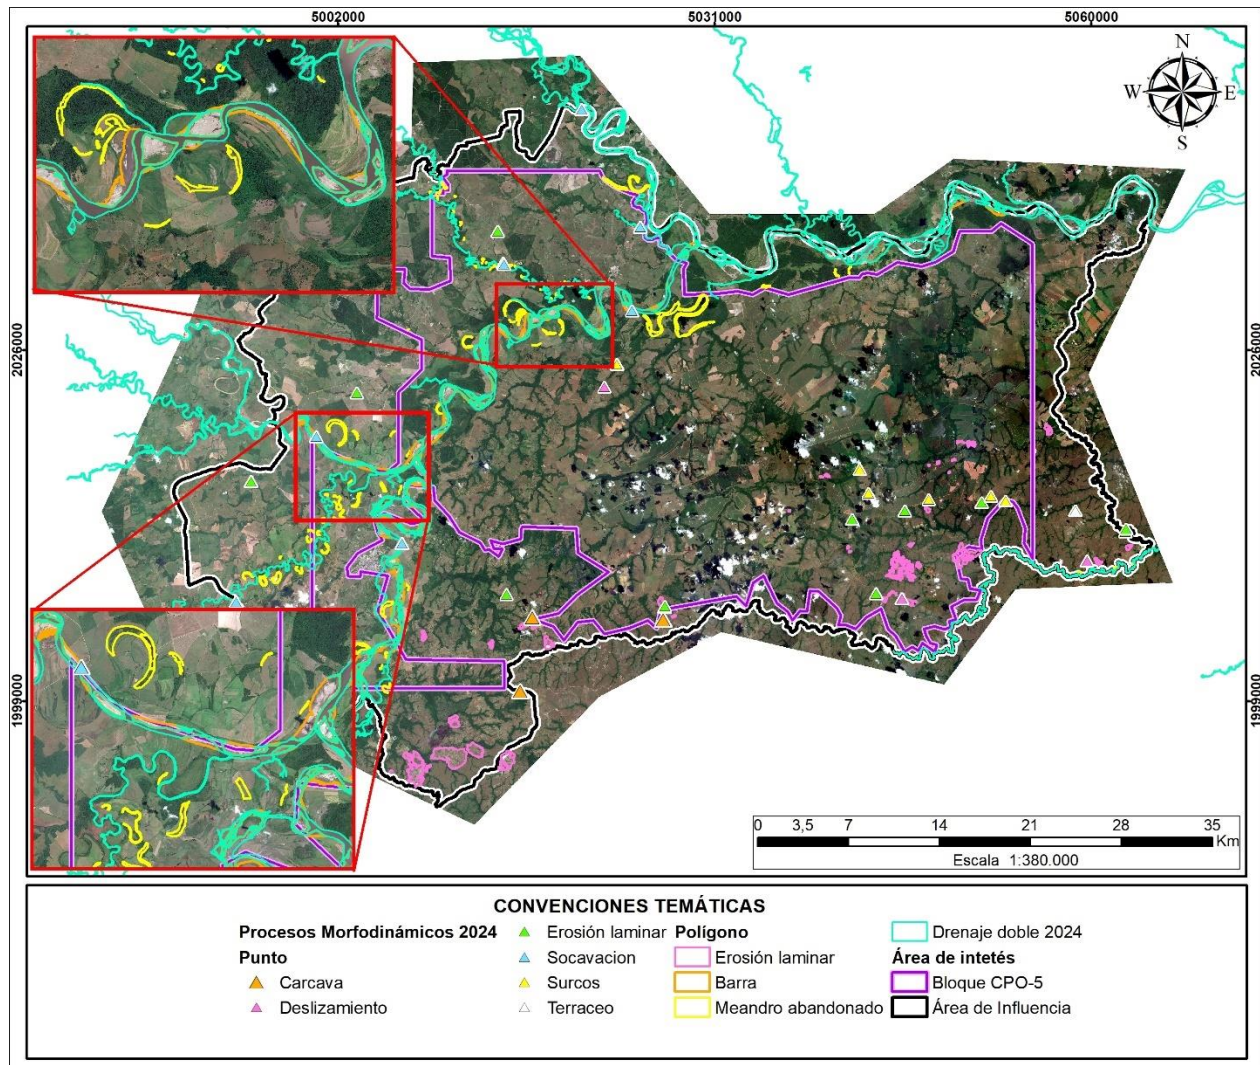 5002000 5031000 5060000
N
W E
S
2026000 2026000
1999000 1999000
0 3,5 7 14 21 28 35
Km
Escala 1:380.000
CONVENCIONES TEMÁTICAS
Procesos Morfodinámicos 2024
Punto
Carcava
Deslizamiento
Erosión laminar
Socavacion
Surcos
Terraceo
Polígono
Erosión laminar
Barra
Meandro abandonado
Drenaje doble 2024
Área de intetés
Bloque CPO-5
Área de Influencia